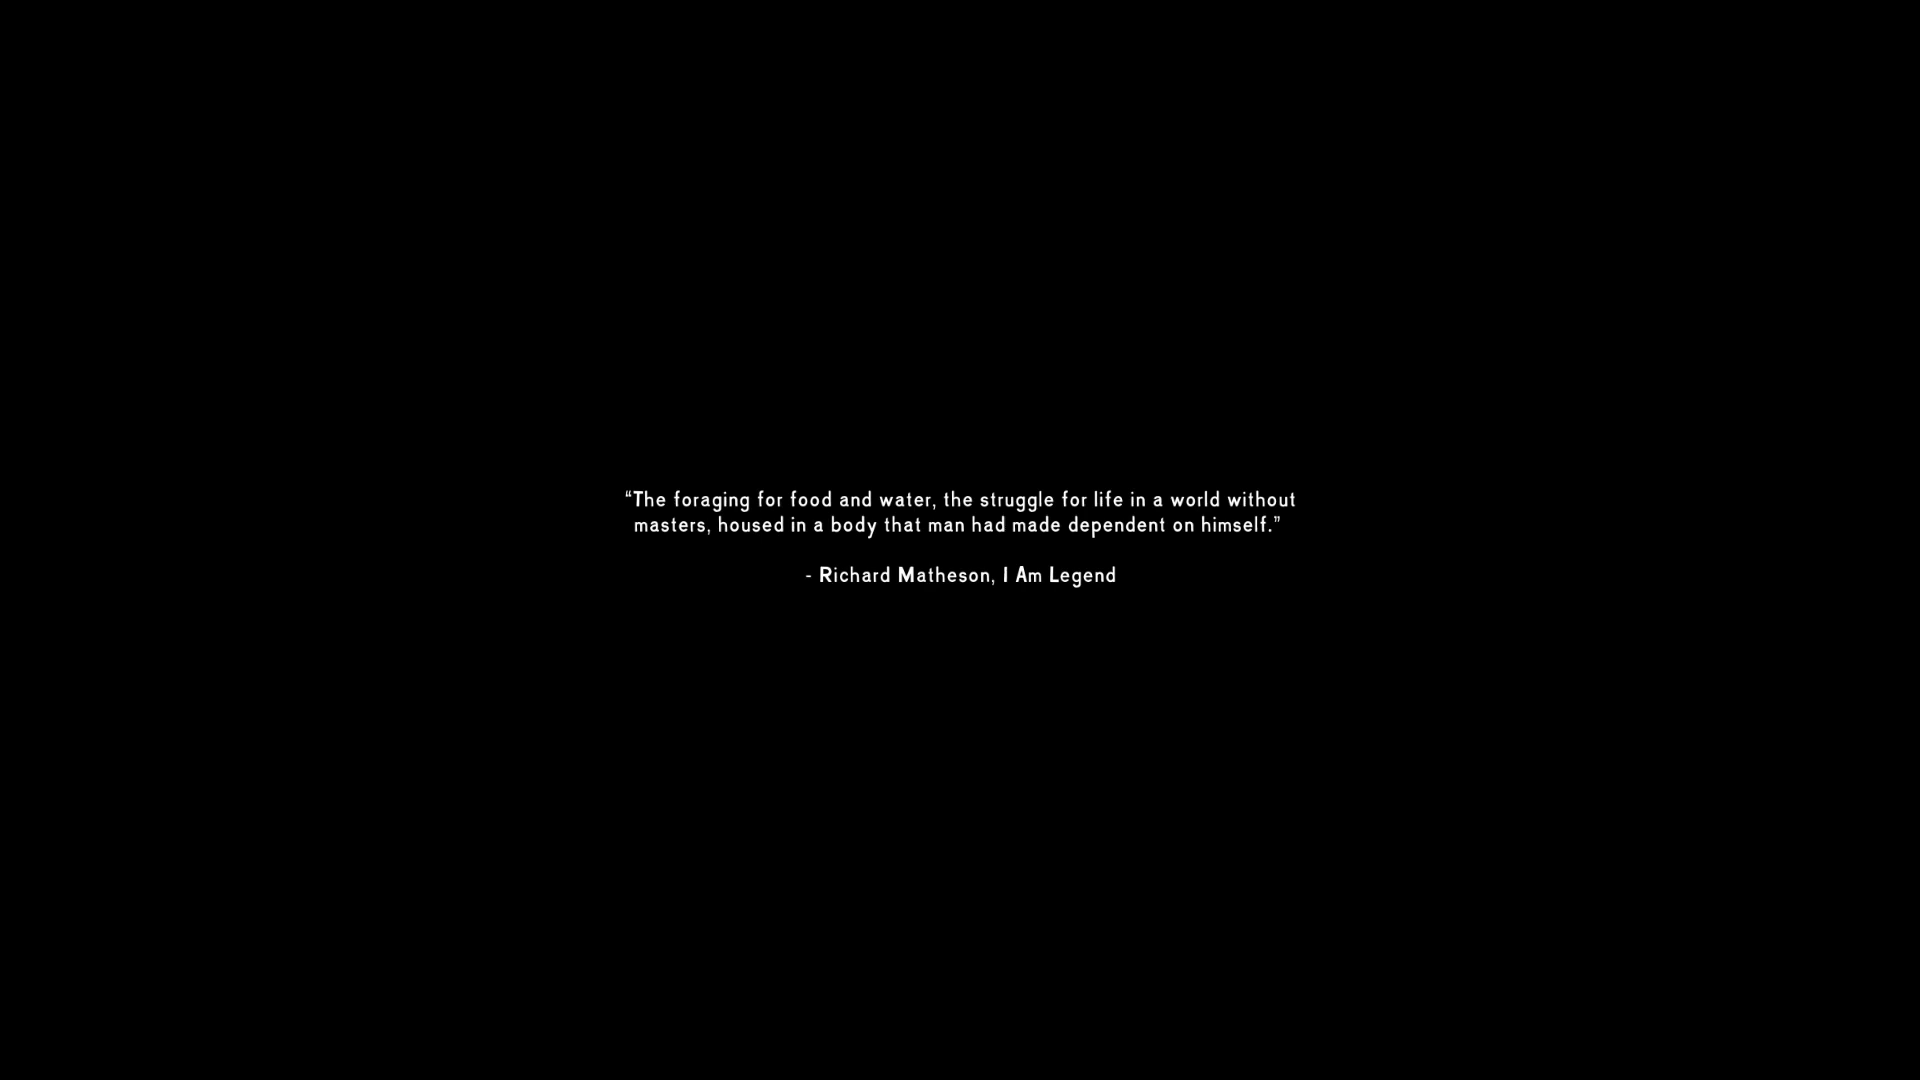 “The foraging for food and water, the struggle for life in a world without
masters, housed in a body that man had made dependent on himself.”
- Richard Matheson, I Am Legend